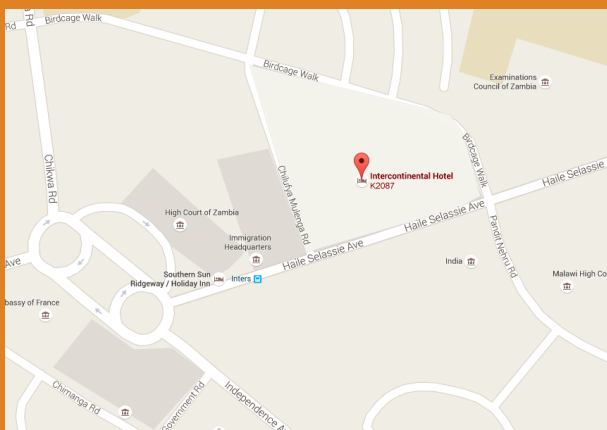 a Rd
Rd
Birdcage Walk
Birdcage Walk
Examinations
Council of Zambia
Birdcage Walk
Chikwa Rd
Chilufya Mulenga Rd
Intercontinental Hotel
K2087
Haile Selassie
High Court of Zambia
Immigration
Headquarters
Haile Selassie Ave
Haile Selassie Ave
Pandit Nehru Rd
Ave
Southern Sun
Ridgeway / Holiday Inn
Inters
India
Malawi High Co
bassy of France
Chimanga Rd
Government Rd
Independence A